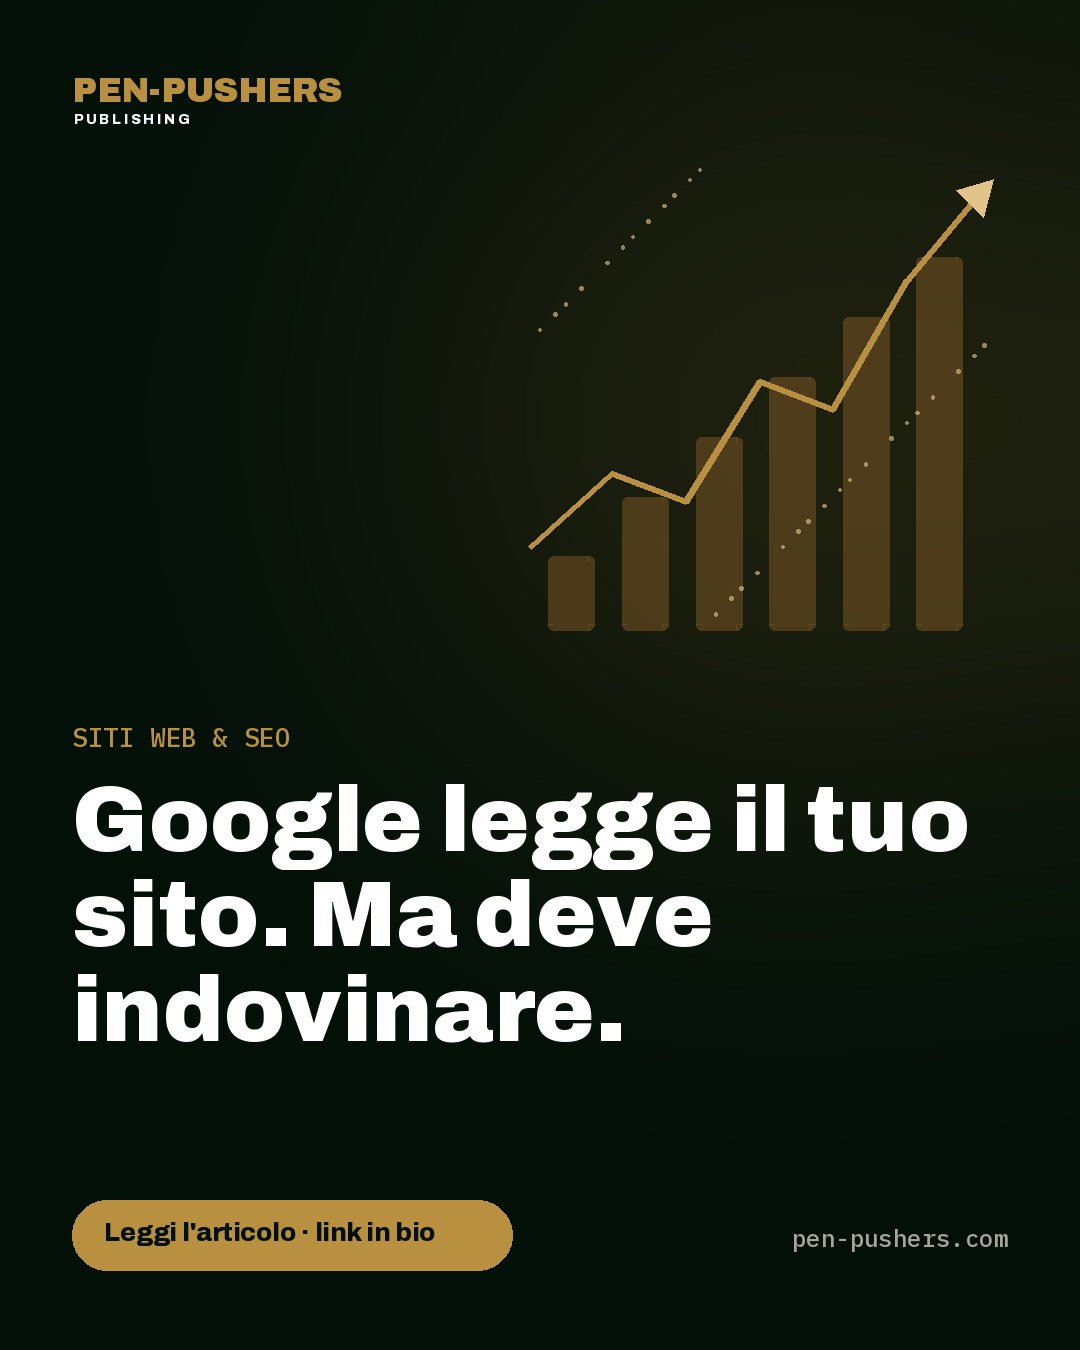 PEN-PUSHERS
PUBLISHING
SITI WEB & SEO
Google legge il tuo
sito. Ma deve
indovinare.
Leggi l'articolo · link in bio
pen-pushers.com